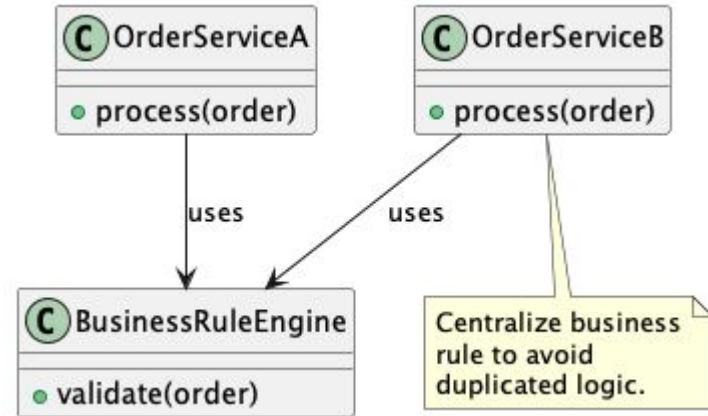 C OrderServiceA
process(order)
C OrderServiceB
process(order)
uses
uses
C BusinessRuleEngine
validate(order)
Centralize business
rule to avoid
duplicated logic.